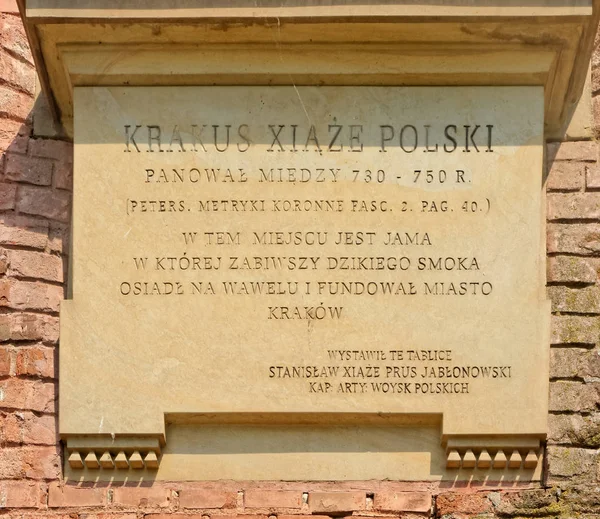 KRAKUS XIĄŻE POLSKI
PANOWAŁ MIĘDZY 730 - 750 R.
(PETERS. METRYKI KORONNE FASC. 2. PAG. 40.)
W TEM MIEJSCU JEST JAMA
W KTÓREJ ZABIWSZY DZIKIEGO SMOKA
OSIADŁ NA WAWELU I FUNDOWAŁ MIASTO
KRAKÓW
WYSTAWIŁ TE TABLICE
STANISŁAW XIAŻE PRUS JABŁONOWSKI
KAP. ARTY: WOYSK POLSKICH